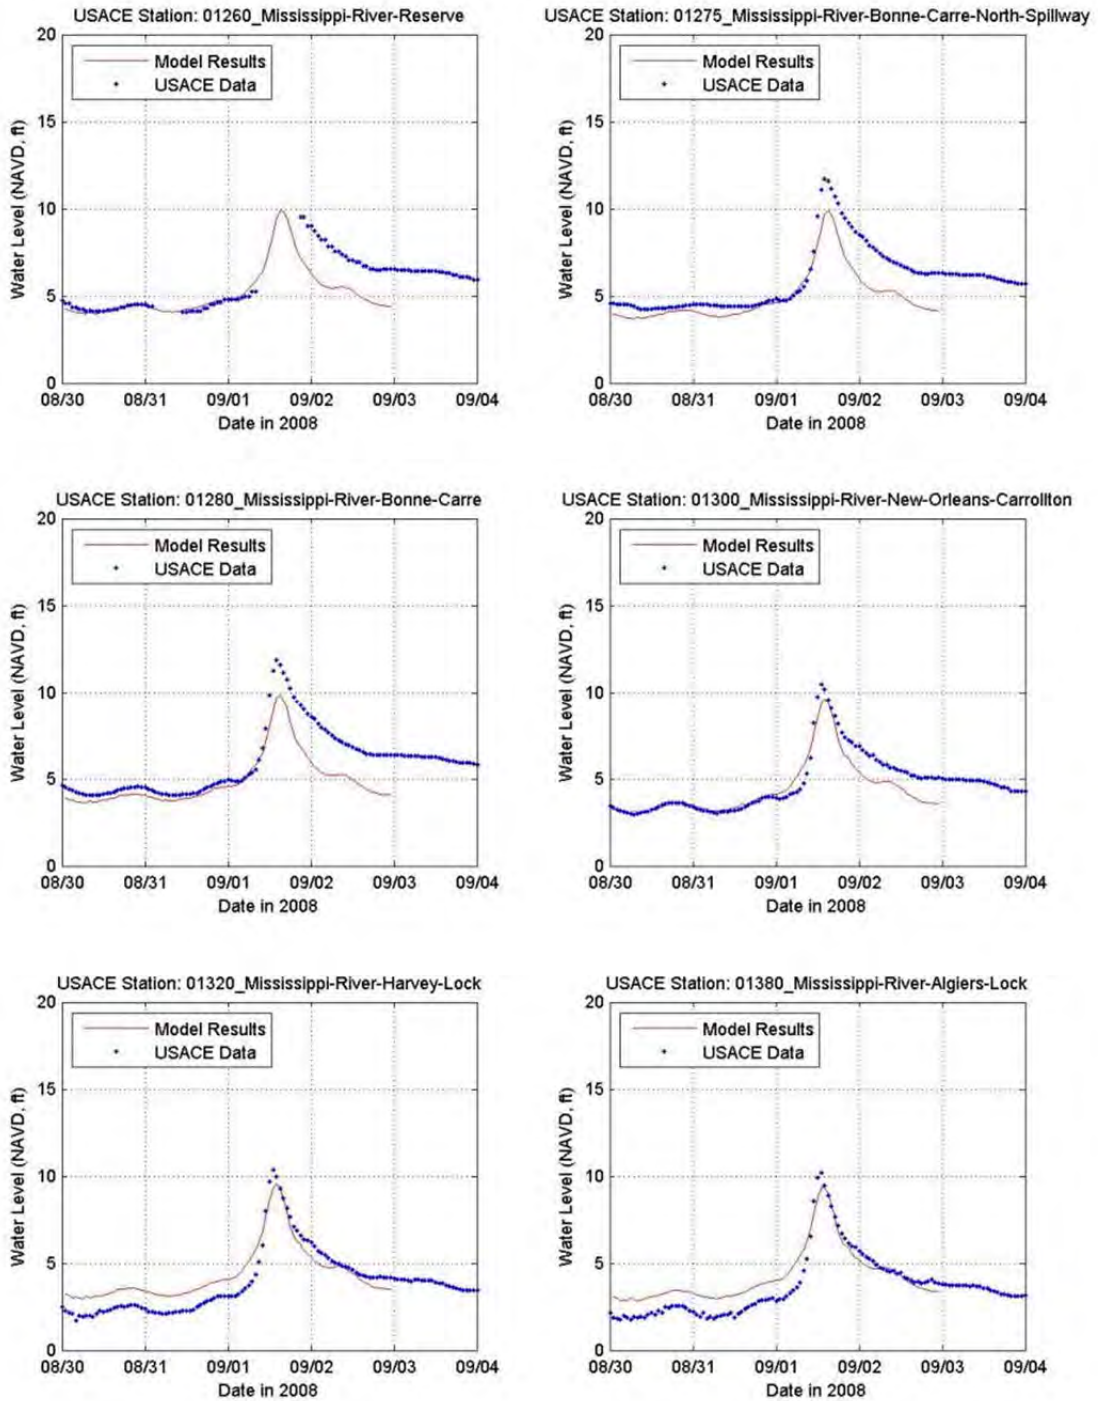 USACE Station: 01260_Mississippi-River-Reserve
20
15
10
5
0
Water Level (NAVD, ft)
Model Results
USACE Data
08/30 08/31 09/01 09/02 09/03 09/04
Date in 2008
USACE Station: 01275_Mississippi-River-Bonne-Carre-North-Spillway
20
15
10
5
0
Water Level (NAVD, ft)
Model Results
USACE Data
08/30 08/31 09/01 09/02 09/03 09/04
Date in 2008
USACE Station: 01280_Mississippi-River-Bonne-Carre
20
15
10
5
0
Water Level (NAVD, ft)
Model Results
USACE Data
08/30 08/31 09/01 09/02 09/03 09/04
Date in 2008
USACE Station: 01300_Mississippi-River-New-Orleans-Carrollton
20
15
10
5
0
Water Level (NAVD, ft)
Model Results
USACE Data
08/30 08/31 09/01 09/02 09/03 09/04
Date in 2008
USACE Station: 01320_Mississippi-River-Harvey-Lock
20
15
10
5
0
Water Level (NAVD, ft)
Model Results
USACE Data
08/30 08/31 09/01 09/02 09/03 09/04
Date in 2008
USACE Station: 01380_Mississippi-River-Algiers-Lock
20
15
10
5
0
Water Level (NAVD, ft)
Model Results
USACE Data
08/30 08/31 09/01 09/02 09/03 09/04
Date in 2008